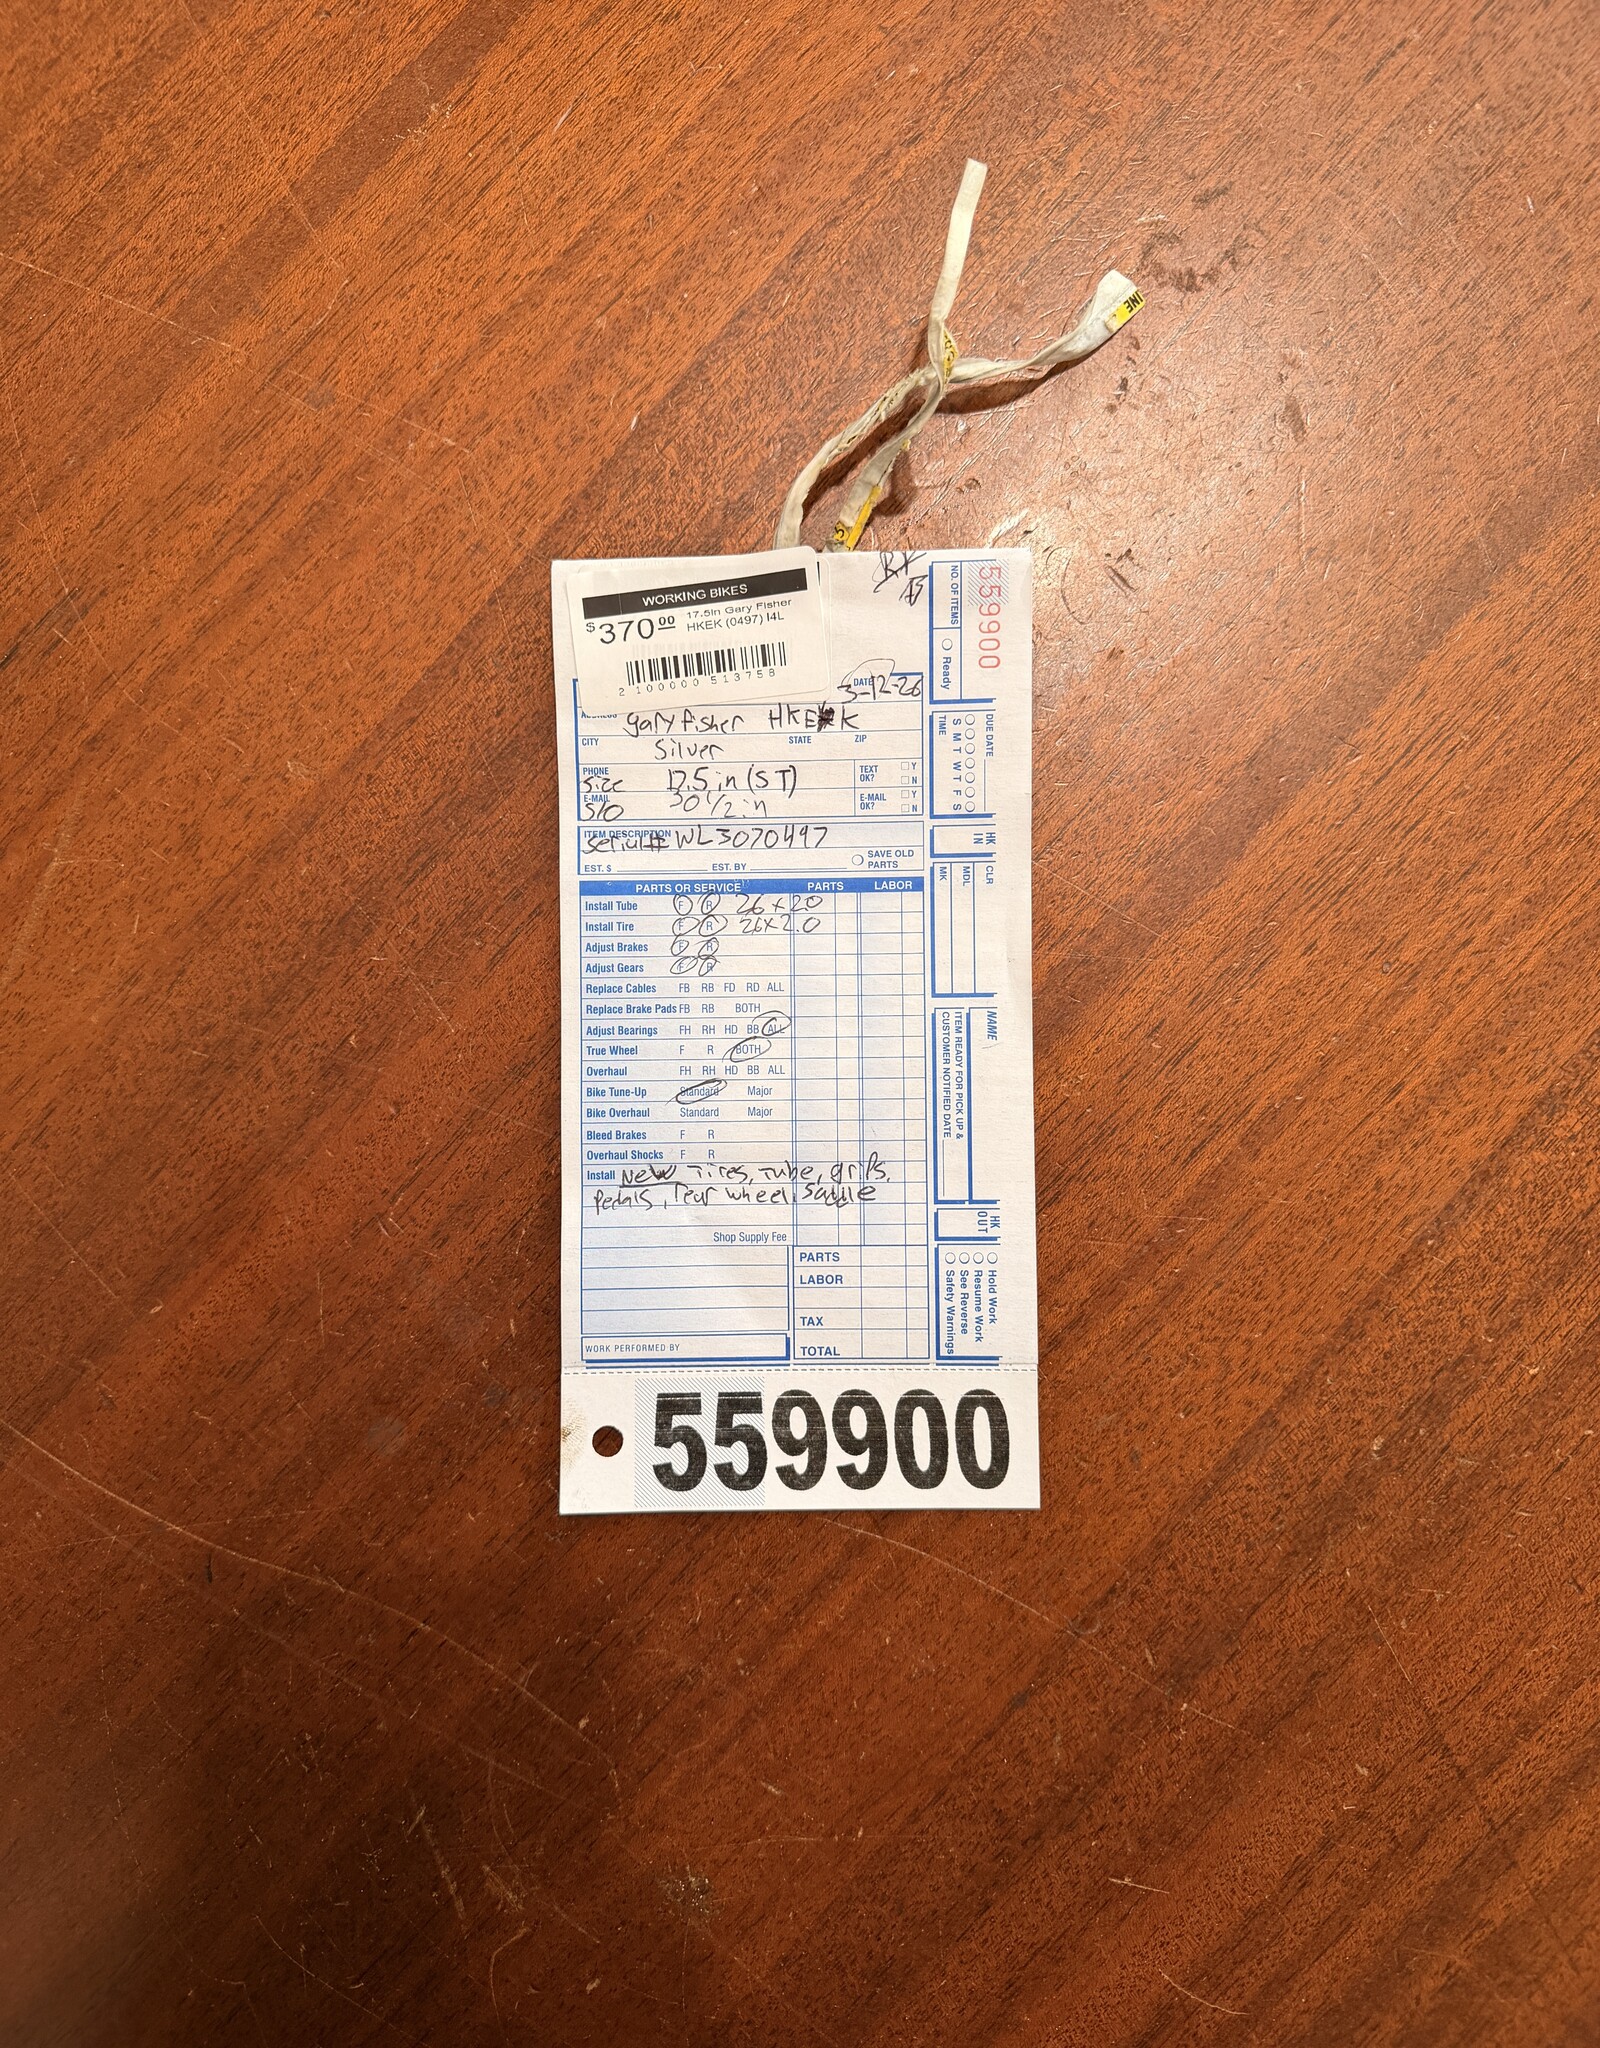 WORKING BIKES
$370.00 17.5in Gary Fisher
HKEK (0497) I4L
2 100000 513758
DATE
3-12-26
ADDRESS
gary fisher HKEK
CITY STATE ZIP
Silver
PHONE TEXT OK? Y N
Size 17.5 in (ST)
E-MAIL E-MAIL OK? Y N
S/O 30 1/2 in
ITEM DESCRIPTION
Serial# WL3070497
EST. $ EST. BY SAVE OLD PARTS
PARTS OR SERVICE PARTS LABOR
Install Tube F R 26 x 2.0
Install Tire F R 26x2.0
Adjust Brakes F R
Adjust Gears F R
Replace Cables FB RB FD RD ALL
Replace Brake Pads FB RB BOTH
Adjust Bearings FH RH HD BB ALL
True Wheel F R BOTH
Overhaul FH RH HD BB ALL
Bike Tune-Up Standard Major
Bike Overhaul Standard Major
Bleed Brakes F R
Overhaul Shocks F R
Install New Tires, Tube, grips,
Pedals, rear wheel, Saddle
Shop Supply Fee
PARTS
LABOR
TAX
WORK PERFORMED BY
TOTAL
559900
559900
NO. OF ITEMS
Ready
DUE DATE
S M T W T F S
TIME
HK IN
CLR
MDL
MK
NAME
ITEM READY FOR PICK UP &
CUSTOMER NOTIFIED DATE
HK OUT
Hold Work
Resume Work
See Reverse
Safety Warnings
INE